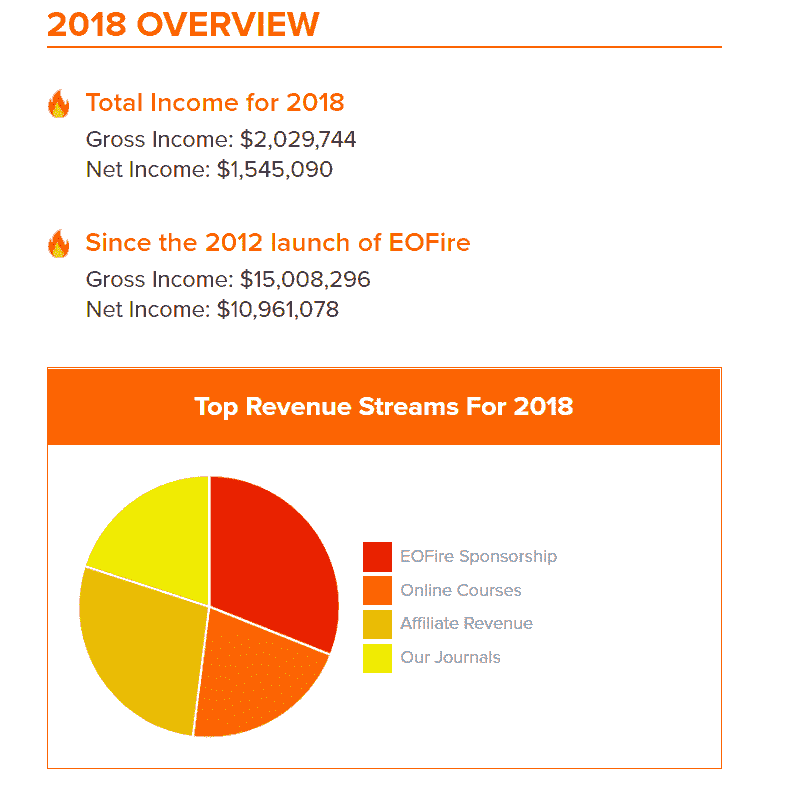 2018 OVERVIEW
Total Income for 2018
Gross Income: $2,029,744
Net Income: $1,545,090
Since the 2012 launch of EOFire
Gross Income: $15,008,296
Net Income: $10,961,078
Top Revenue Streams For 2018
EOFire Sponsorship
Online Courses
Affiliate Revenue
Our Journals